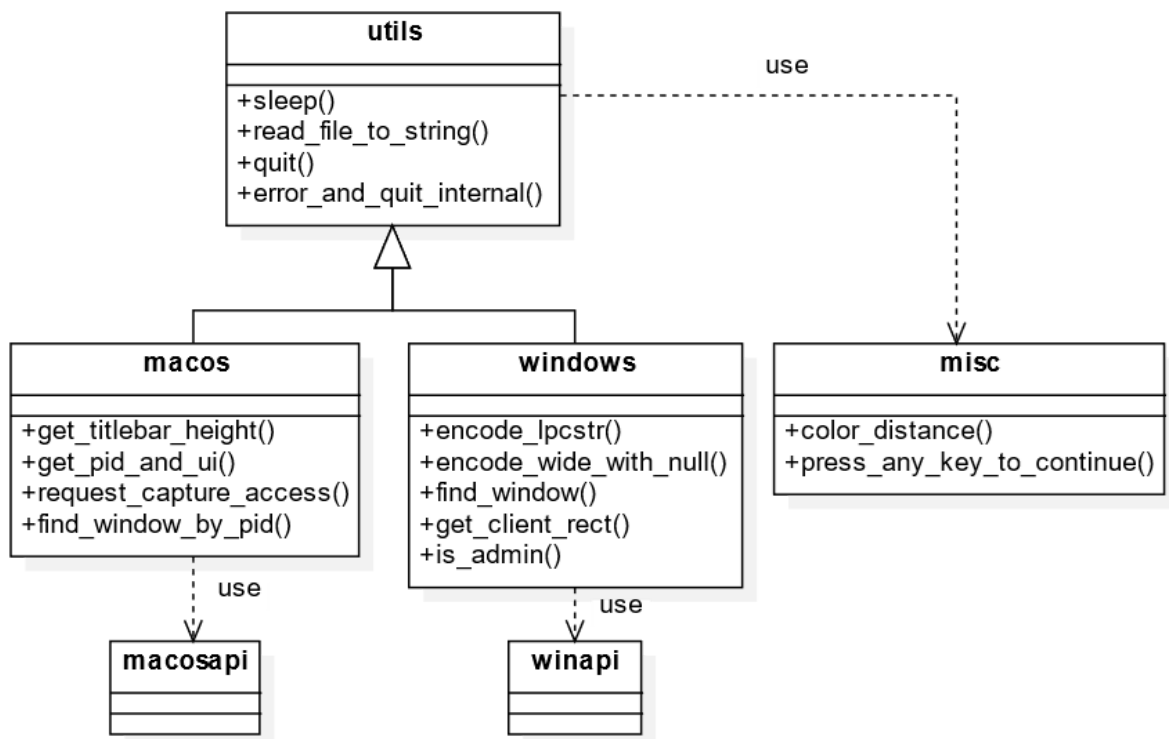 utils
+sleep()
+read_file_to_string()
+quit()
+error_and_quit_internal()
use
macos
+get_titlebar_height()
+get_pid_and_ui()
+request_capture_access()
+find_window_by_pid()
windows
+encode_lpcstr()
+encode_wide_with_null()
+find_window()
+get_client_rect()
+is_admin()
misc
+color_distance()
+press_any_key_to_continue()
use
use
macosapi
winapi